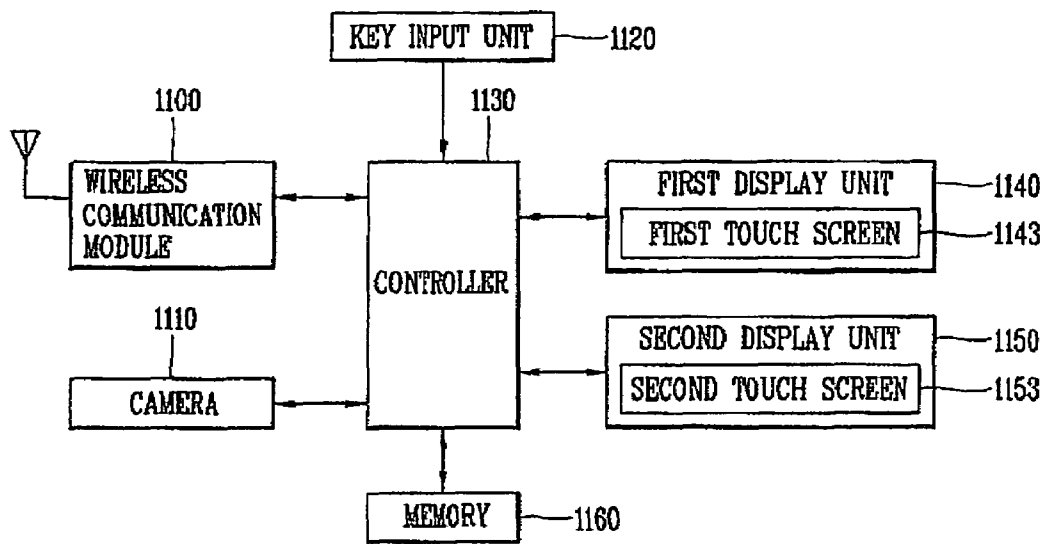 KEY INPUT UNIT
1120
1100
1130
WIRELESS
COMMUNICATION
MODULE
FIRST DISPLAY UNIT
1140
FIRST TOUCH SCREEN
1143
CONTROLLER
1110
SECOND DISPLAY UNIT
1150
CAMERA
SECOND TOUCH SCREEN
1153
MEMORY
1160